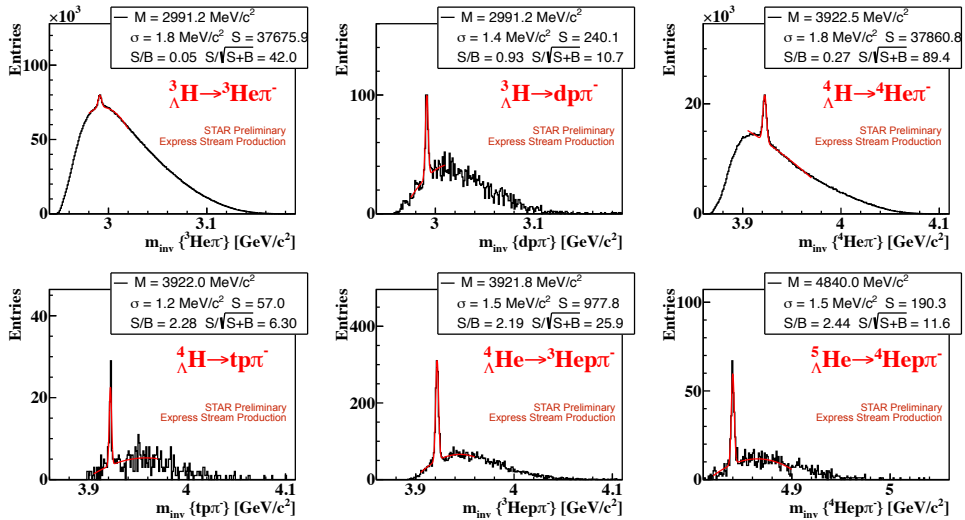 ×10³
M = 2991.2 MeV/c²
σ = 1.8 MeV/c² S = 37675.9
S/B = 0.05 S/√S+B = 42.0
³ΛH→³Heπ⁻
STAR Preliminary
Express Stream Production
Entries
100
50
0
3
3.1
m_inv {³Heπ⁻} [GeV/c²]
M = 2991.2 MeV/c²
σ = 1.4 MeV/c² S = 240.1
S/B = 0.93 S/√S+B = 10.7
³ΛH→dpπ⁻
STAR Preliminary
Express Stream Production
Entries
100
50
0
3
3.1
m_inv {dpπ⁻} [GeV/c²]
×10³
M = 3922.5 MeV/c²
σ = 1.8 MeV/c² S = 37860.8
S/B = 0.27 S/√S+B = 89.4
⁴ΛH→⁴Heπ⁻
STAR Preliminary
Express Stream Production
Entries
20
0
3.9
4
4.1
m_inv {⁴Heπ⁻} [GeV/c²]
M = 3922.0 MeV/c²
σ = 1.2 MeV/c² S = 57.0
S/B = 2.28 S/√S+B = 6.30
⁴ΛH→tpπ⁻
STAR Preliminary
Express Stream Production
Entries
40
20
0
3.9
4
4.1
m_inv {tpπ⁻} [GeV/c²]
M = 3921.8 MeV/c²
σ = 1.5 MeV/c² S = 977.8
S/B = 2.19 S/√S+B = 25.9
⁴ΛHe→³Hepπ⁻
STAR Preliminary
Express Stream Production
Entries
400
200
0
3.9
4
4.1
m_inv {³Hepπ⁻} [GeV/c²]
M = 4840.0 MeV/c²
σ = 1.5 MeV/c² S = 190.3
S/B = 2.44 S/√S+B = 11.6
⁵ΛHe→⁴Hepπ⁻
STAR Preliminary
Express Stream Production
Entries
100
50
0
4.9
5
m_inv {⁴Hepπ⁻} [GeV/c²]